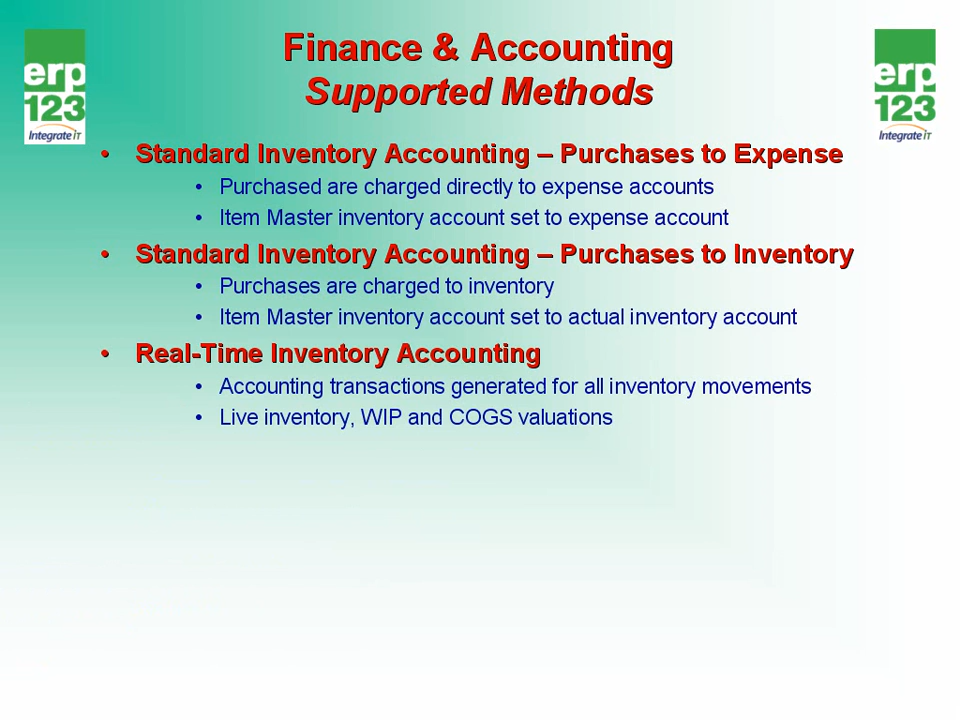 Finance & Accounting
Supported Methods
erp
123
Integrate iT
erp
123
Integrate iT
• Standard Inventory Accounting – Purchases to Expense
• Purchased are charged directly to expense accounts
• Item Master inventory account set to expense account
• Standard Inventory Accounting – Purchases to Inventory
• Purchases are charged to inventory
• Item Master inventory account set to actual inventory account
• Real-Time Inventory Accounting
• Accounting transactions generated for all inventory movements
• Live inventory, WIP and COGS valuations